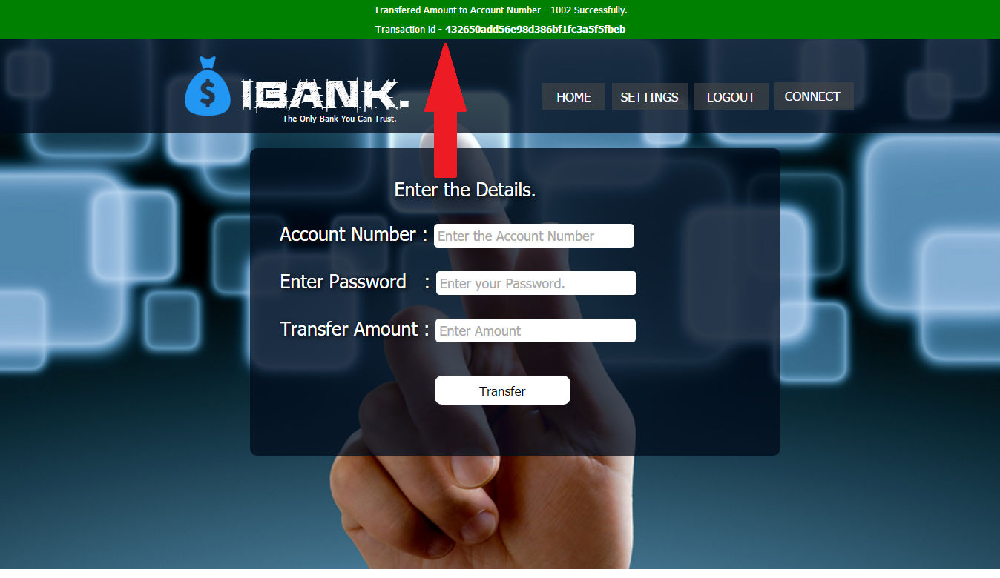 Transfered Amount to Account Number - 1002 Successfully.
Transaction id - 432650add56e98d386bf1fc3a5f5fbeb
$
IBANK.
The Only Bank You Can Trust.
HOME SETTINGS LOGOUT CONNECT
Enter the Details.
Account Number : Enter the Account Number
Enter Password : Enter your Password.
Transfer Amount : Enter Amount
Transfer